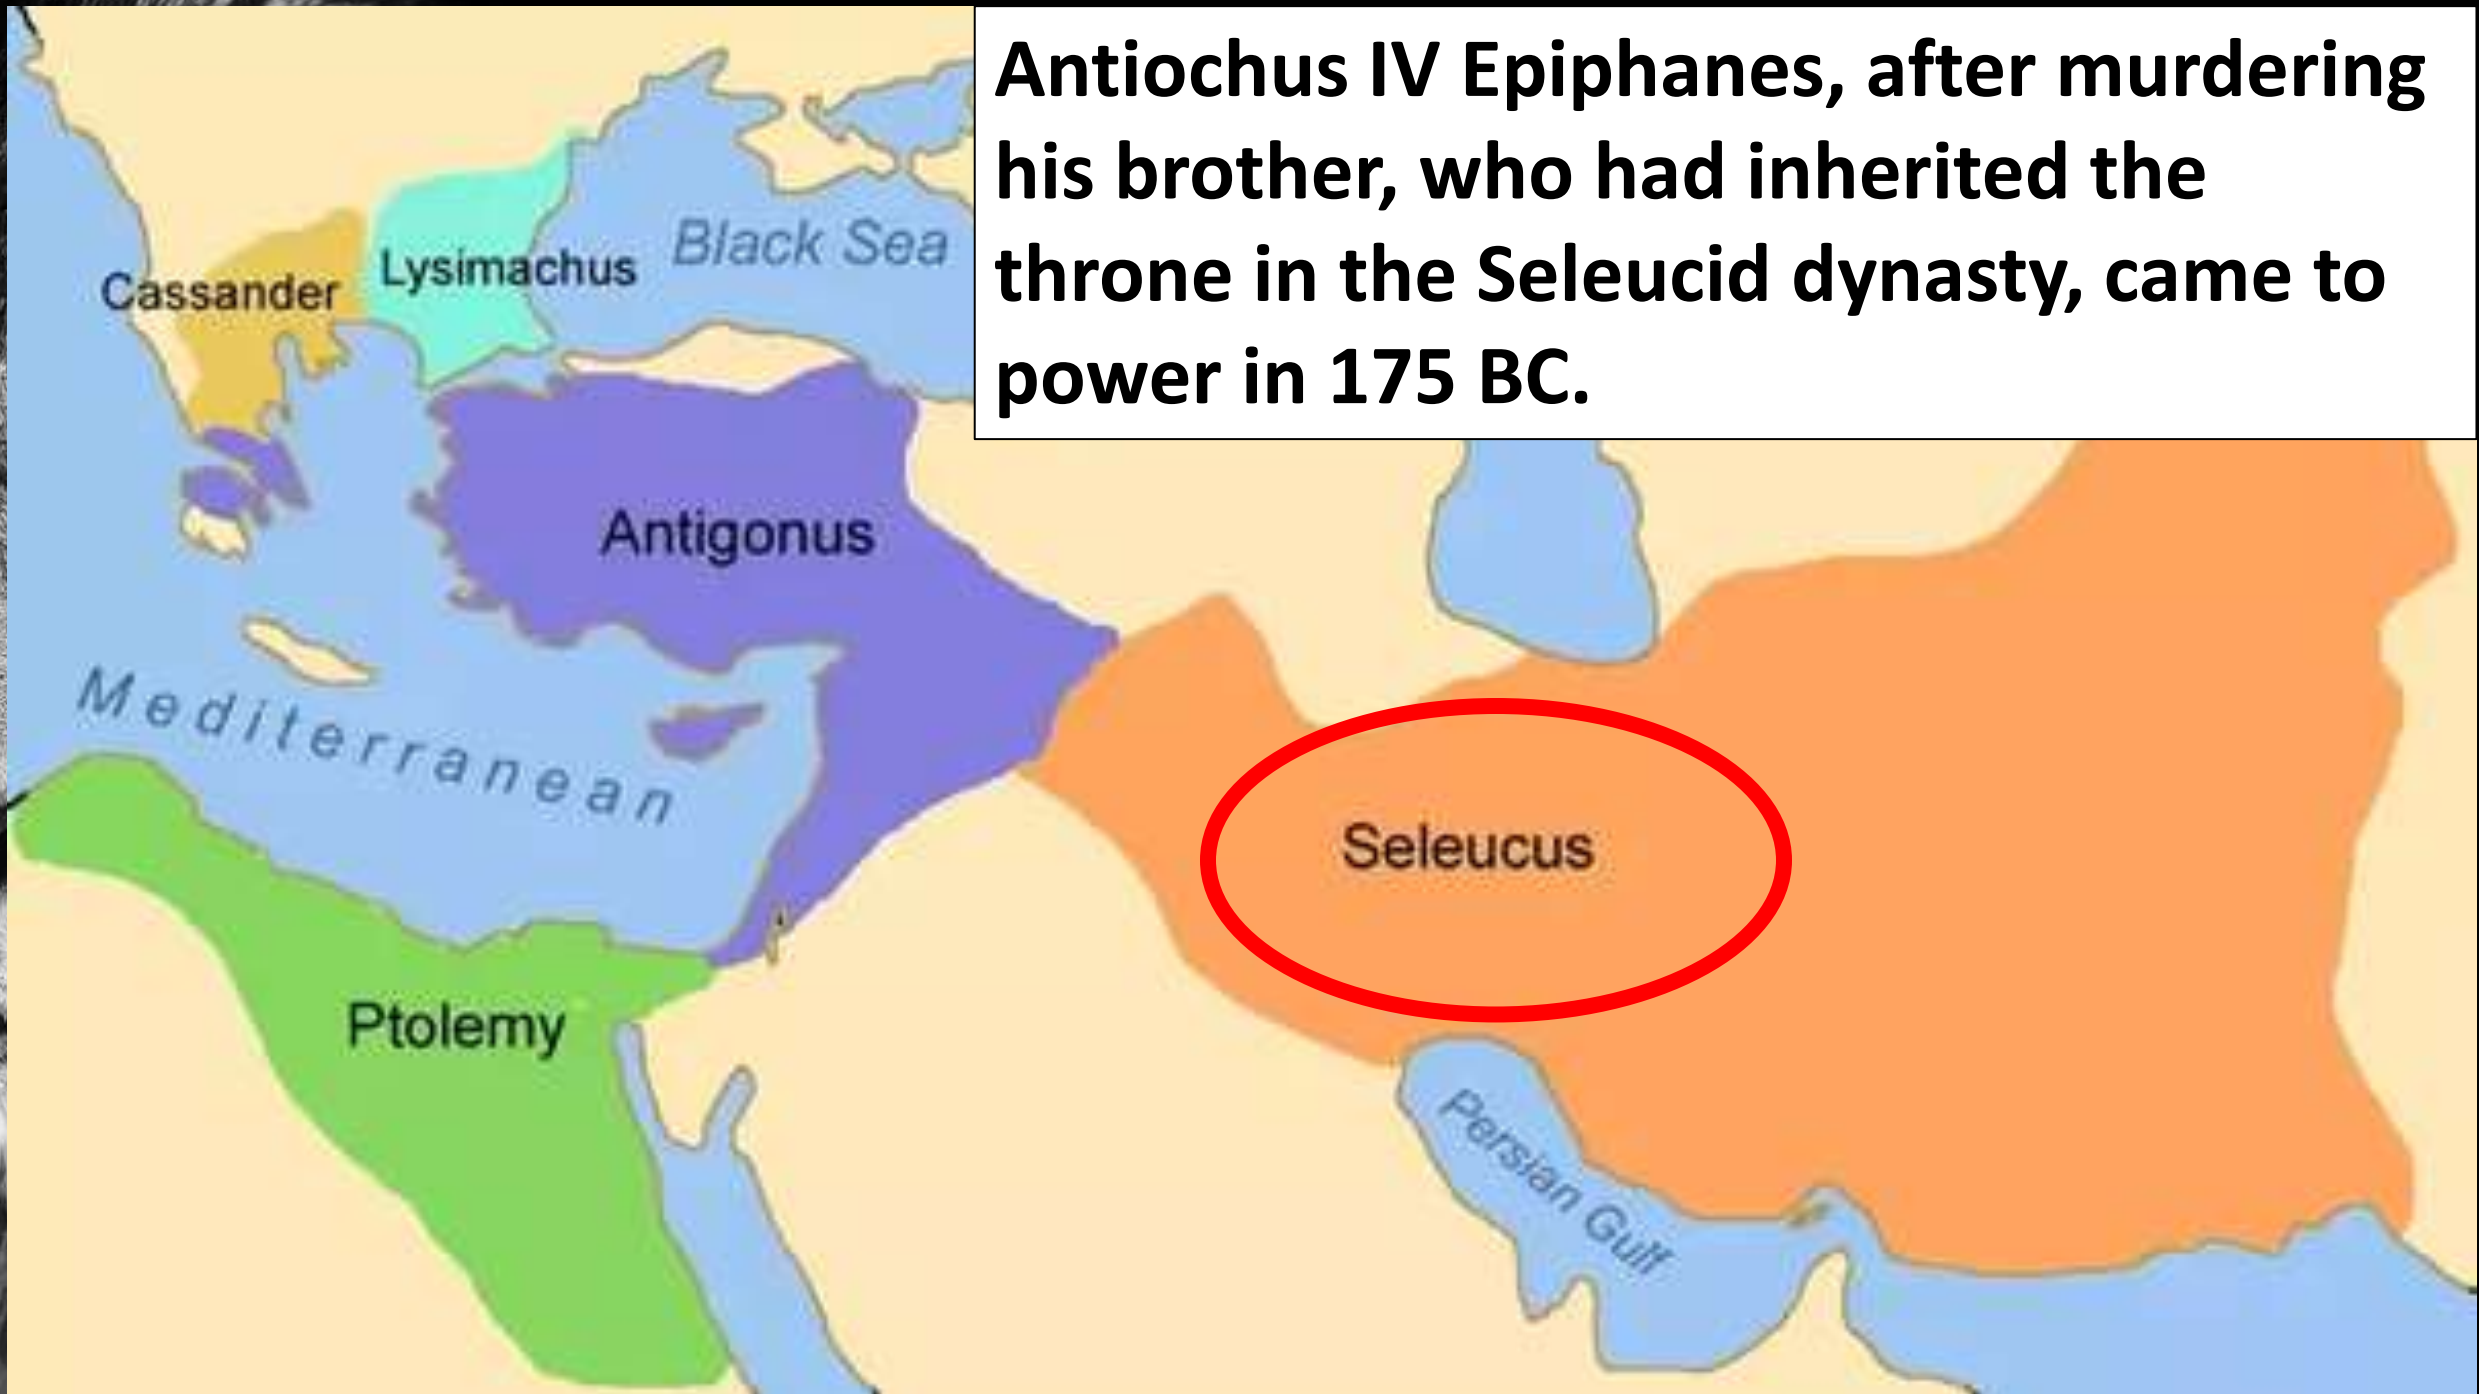 Antiochus IV Epiphanes, after murdering
his brother, who had inherited the
throne in the Seleucid dynasty, came to
power in 175 BC.
Black Sea
Lysimachus
Cassander
Antigonus
Mediterranean
Seleucus
Ptolemy
Persian Gulf